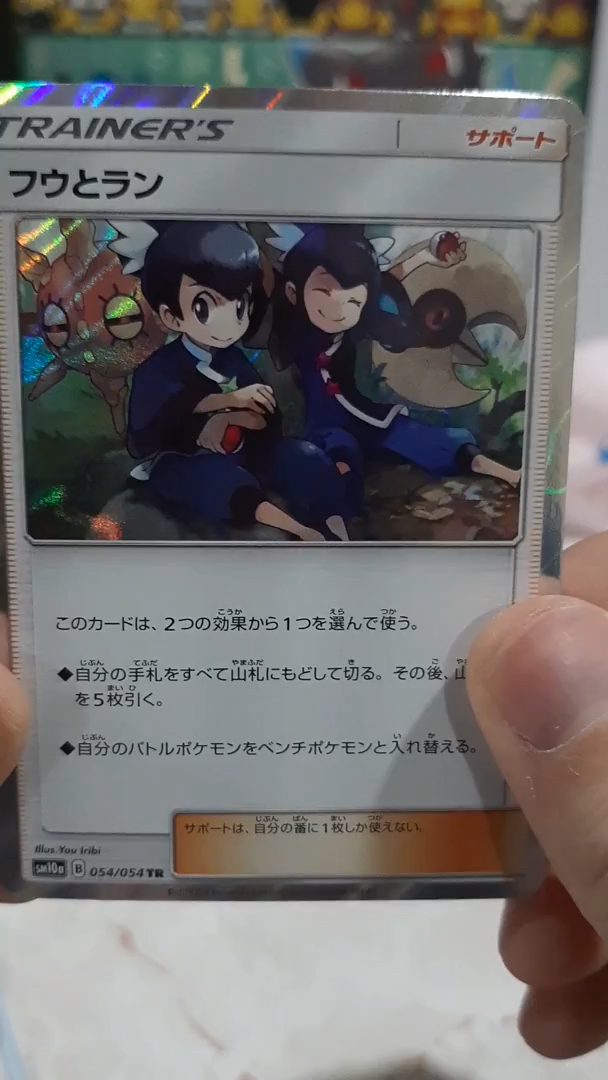 TRAINER'S
サポート
フウとラン
このカードは、2つの効果から1つを選んで使う。
◆自分の手札をすべて山札にもどして切る。その後、山
を5枚引く。
◆自分のバトルポケモンをベンチポケモンと入れ替える。
サポートは、自分の番に1枚しか使えない。
Illus. You Iribi
SM10a B 054/054 TR